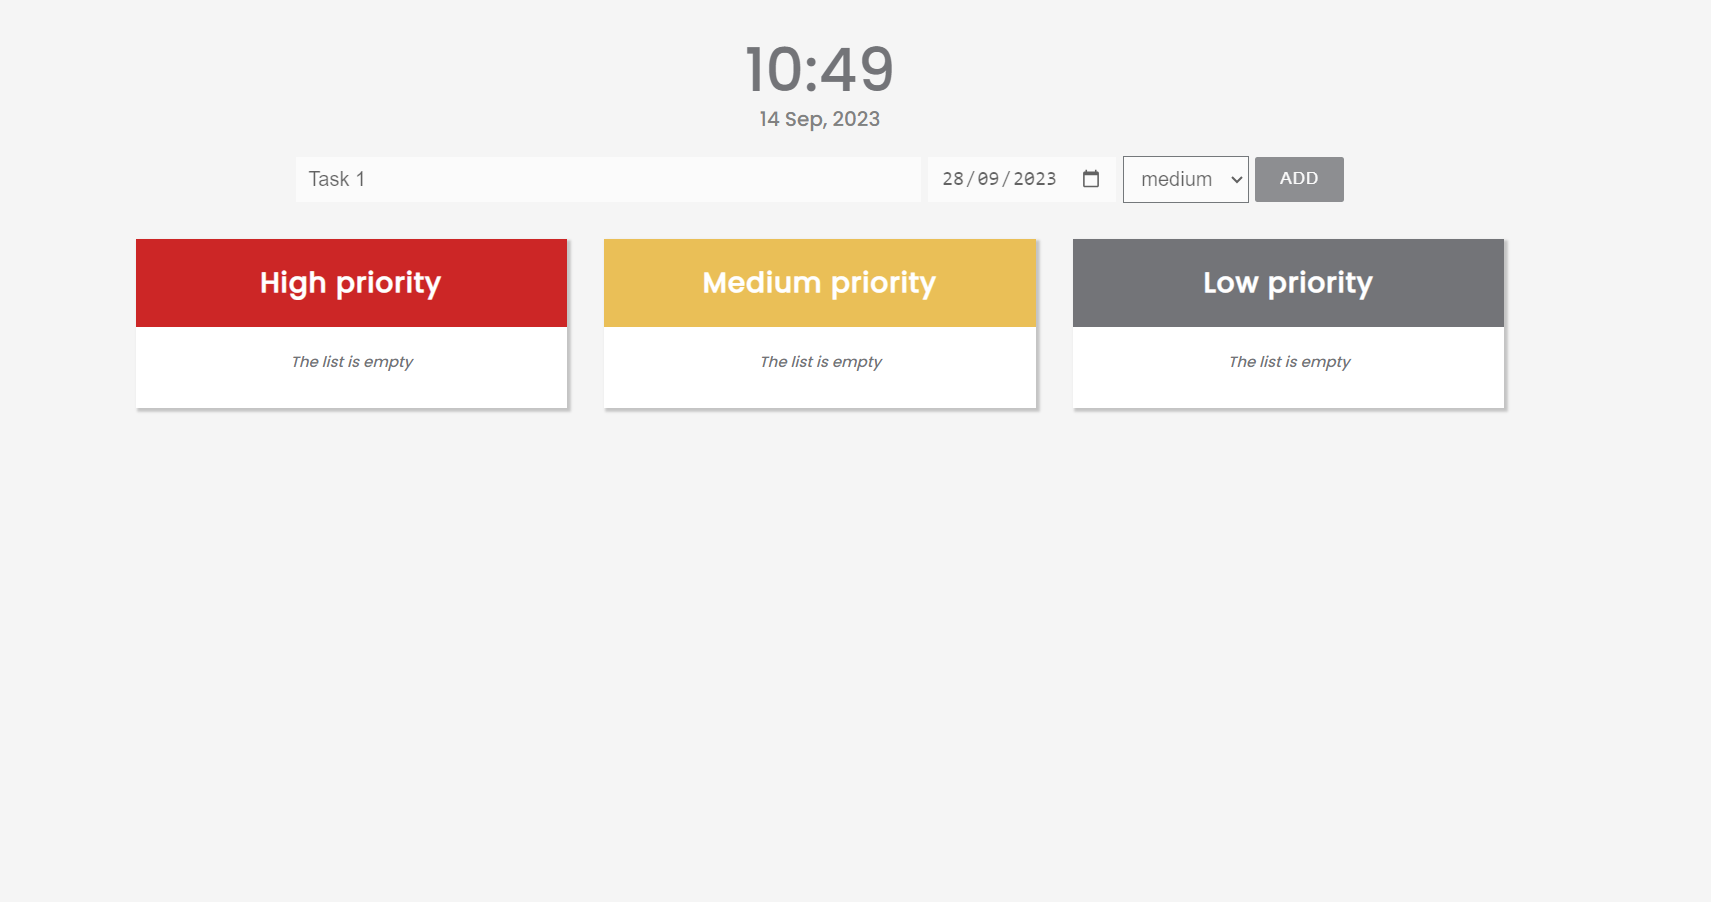 10:49
14 Sep, 2023
Task 1 28/09/2023 medium ADD
High priority Medium priority Low priority
The list is empty The list is empty The list is empty